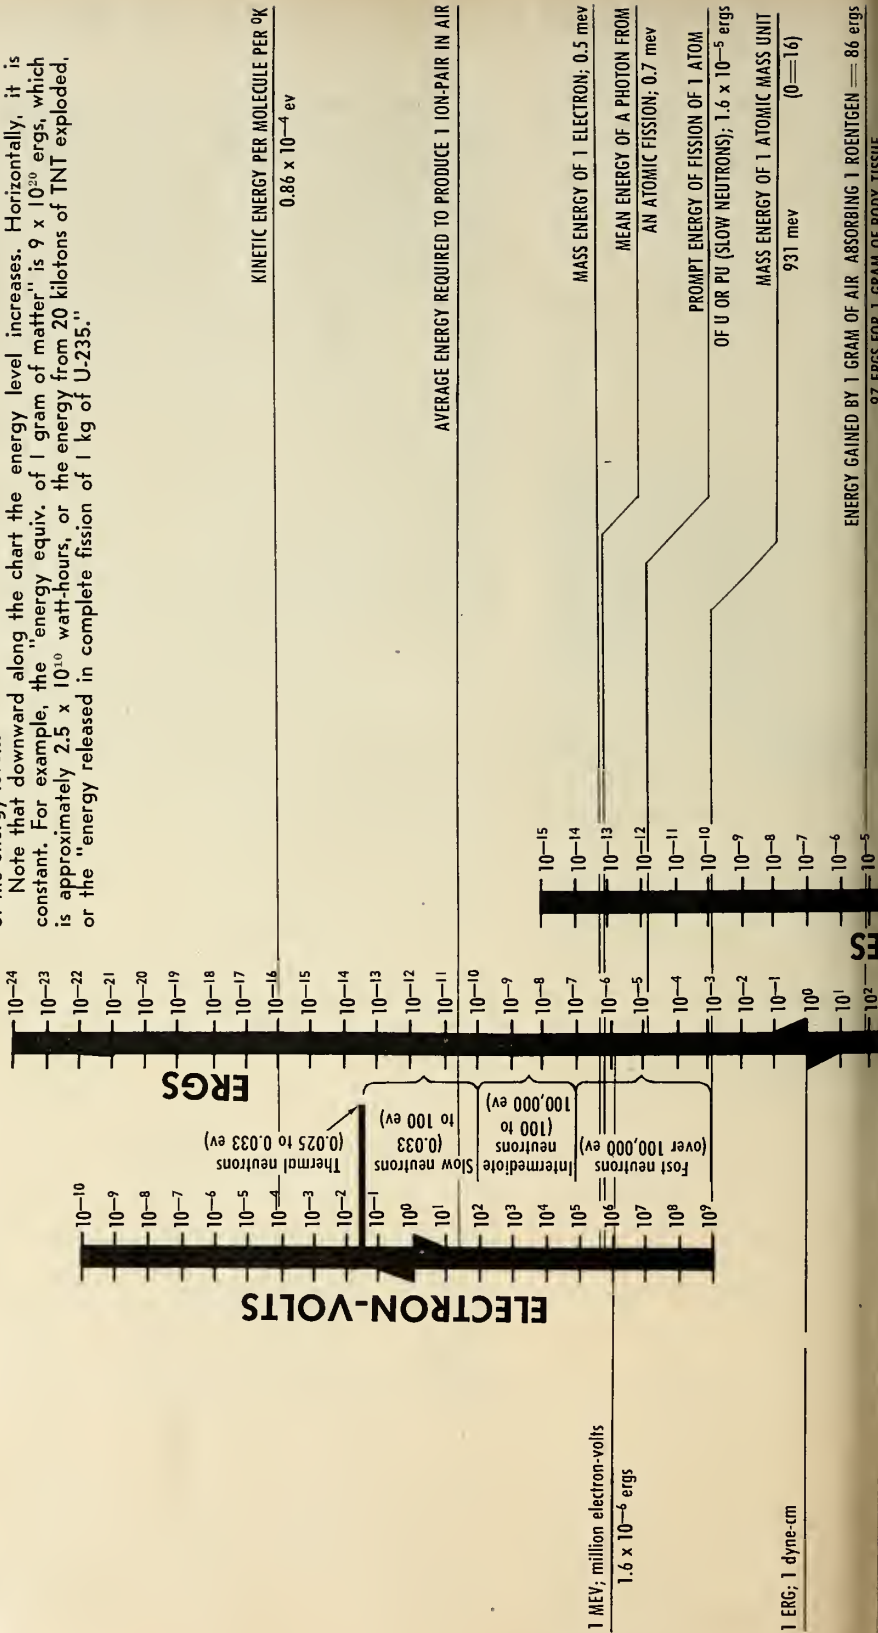 Note that downward along the chart the energy level increases. Horizontally, it is
constant. For example, the "energy equiv. of 1 gram of matter" is 9 x 10²⁰ ergs, which
is approximately 2.5 x 10¹⁰ watt-hours, or the energy from 20 kilotons of TNT exploded,
or the "energy released in complete fission of 1 kg of U-235."
KINETIC ENERGY PER MOLECULE PER °K
0.86 x 10—⁴ ev
AVERAGE ENERGY REQUIRED TO PRODUCE 1 ION-PAIR IN AIR
MASS ENERGY OF 1 ELECTRON; 0.5 mev
MEAN ENERGY OF A PHOTON FROM
AN ATOMIC FISSION; 0.7 mev
PROMPT ENERGY OF FISSION OF 1 ATOM
OF U OR PU (SLOW NEUTRONS); 1.6 x 10—⁵ ergs
MASS ENERGY OF 1 ATOMIC MASS UNIT
931 mev (0=16)
ENERGY GAINED BY 1 GRAM OF AIR ABSORBING 1 ROENTGEN = 86 ergs
97 ERGS FOR 1 GRAM OF BODY TISSUE
10—¹⁵
10—¹⁴
10—¹³
10—¹²
10—¹¹
10—¹⁰
10—⁹
10—⁸
10—⁷
10—⁶
10—⁵
ES
10—²⁴
10—²³
10—²²
10—²¹
10—²⁰
10—¹⁹
10—¹⁸
10—¹⁷
10—¹⁶
10—¹⁵
10—¹⁴
10—¹³
10—¹²
10—¹¹
10—¹⁰
10—⁹
10—⁸
10—⁷
10—⁶
10—⁵
10—⁴
10—³
10—²
10—¹
10⁰
10¹
10²
ERGS
Thermal neutrons
(0.025 to 0.033 ev)
Slow neutrons
(0.033
to 100 ev)
Intermediate
neutrons
(100 to
100,000 ev)
Fost neutrons
(over 100,000 ev)
10—¹⁰
10—⁹
10—⁸
10—⁷
10—⁶
10—⁵
10—⁴
10—³
10—²
10—¹
10⁰
10¹
10²
10³
10⁴
10⁵
10⁶
10⁷
10⁸
10⁹
ELECTRON-VOLTS
1 MEV; million electron-volts
1.6 x 10—⁶ ergs
1 ERG; 1 dyne-cm